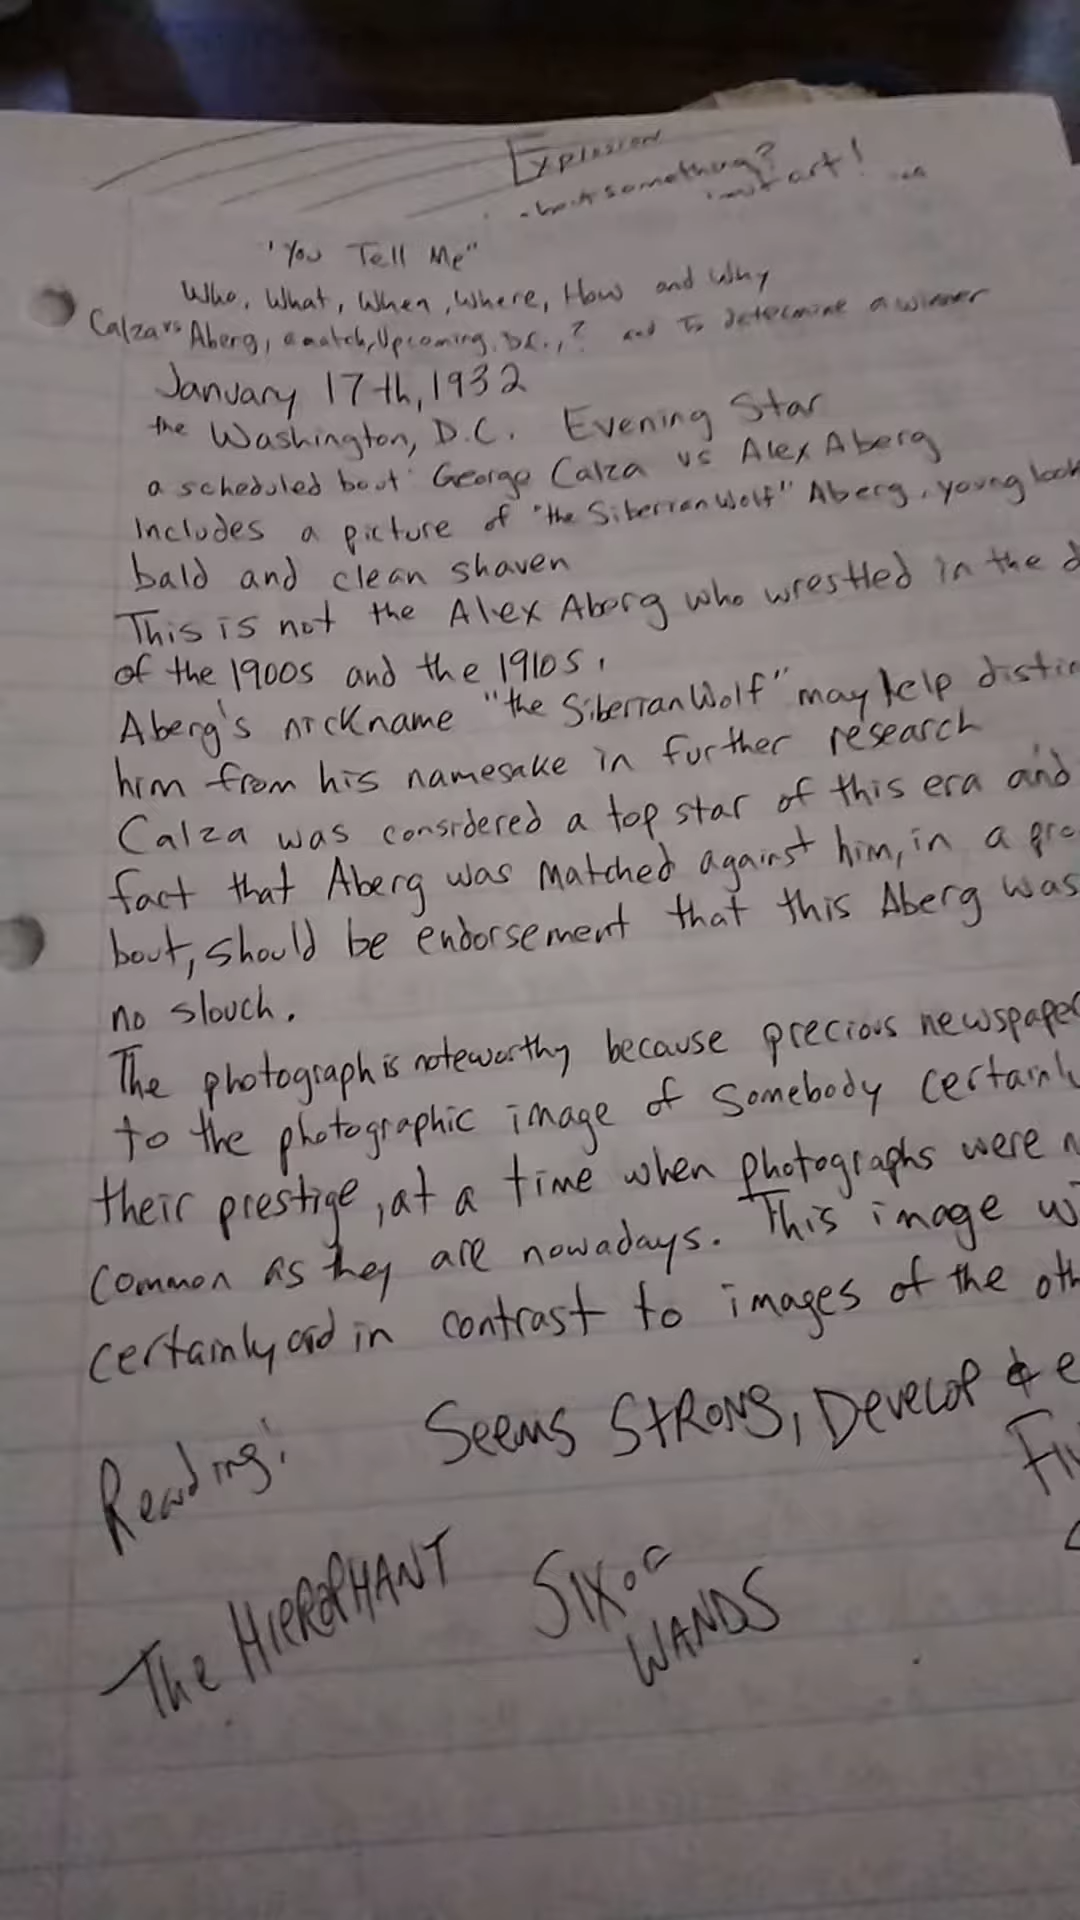 Explosion
something?
art!
"You Tell Me"
Who, What, When, Where, How and Why
Calza vs Aberg, a match, Upcoming, D.C., ? and To determine a winner
January 17th, 1932
the Washington, D.C. Evening Star
a scheduled bout George Calza vs Alex Aberg
Includes a picture of "the Siberian Wolf" Aberg, young look
bald and clean shaven
This is not the Alex Aberg who wrestled in the d
of the 1900s and the 1910s.
Aberg's nickname "the Siberian Wolf" may help distin
him from his namesake in further research
Calza was considered a top star of this era and
fact that Aberg was matched against him, in a pro
bout, should be endorsement that this Aberg was
no slouch.
The photograph is noteworthy because precious newspaper
to the photographic image of somebody certainly
their prestige, at a time when photographs were n
common as they are nowadays. This image wi
certainly aid in contrast to images of the oth
Reading: Seems Strong, Develop & e
The HIEROPHANT SIX OF
WANDS